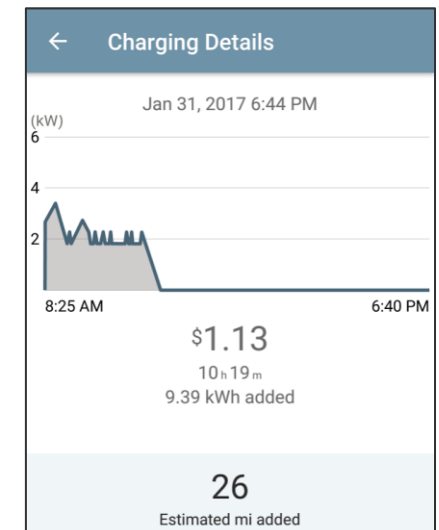 Charging Details
Jan 31, 2017 6:44 PM
(kW)
6
4
2
8:25 AM 6:40 PM
$1.13
10h19m
9.39 kWh added
26
Estimated mi added